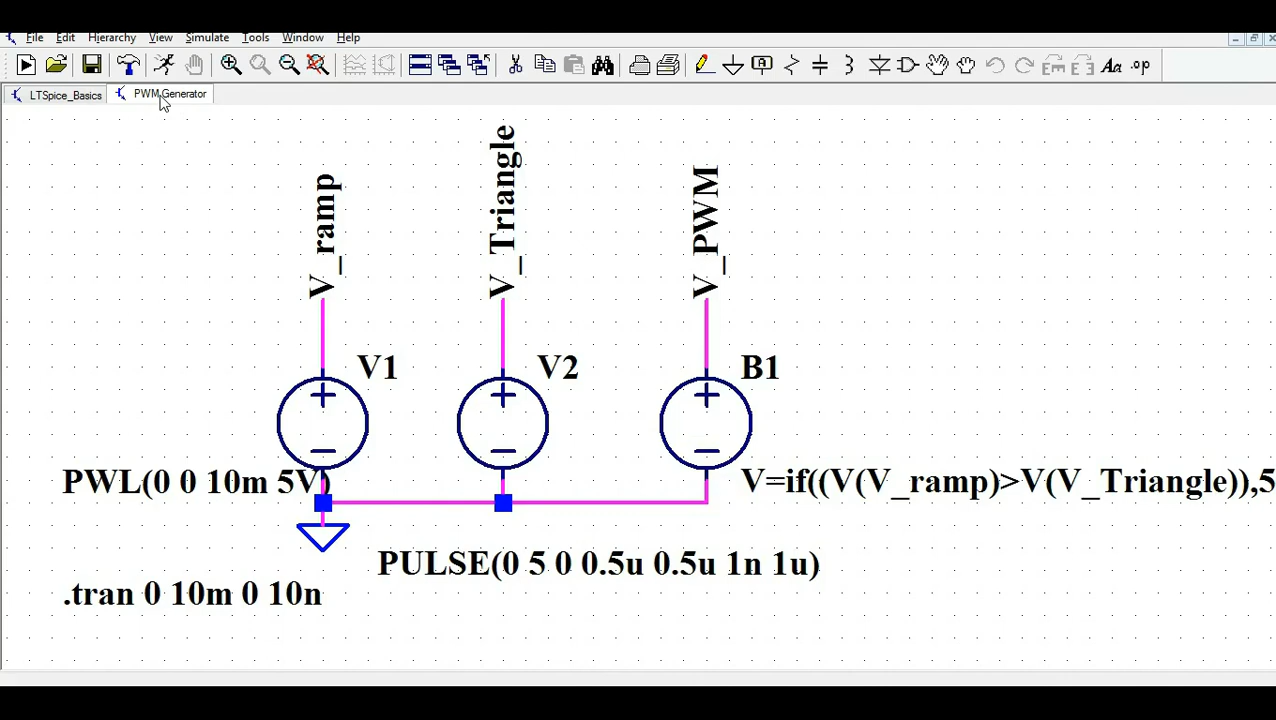 File Edit Hierarchy View Simulate Tools Window Help
.op
LTSpice_Basics PWM Generator
V_ramp
V_Triangle
V_PWM
V1
V2
B1
PWL(0 0 10m 5V)
V=if((V(V_ramp)>V(V_Triangle)),5
PULSE(0 5 0 0.5u 0.5u 1n 1u)
.tran 0 10m 0 10n